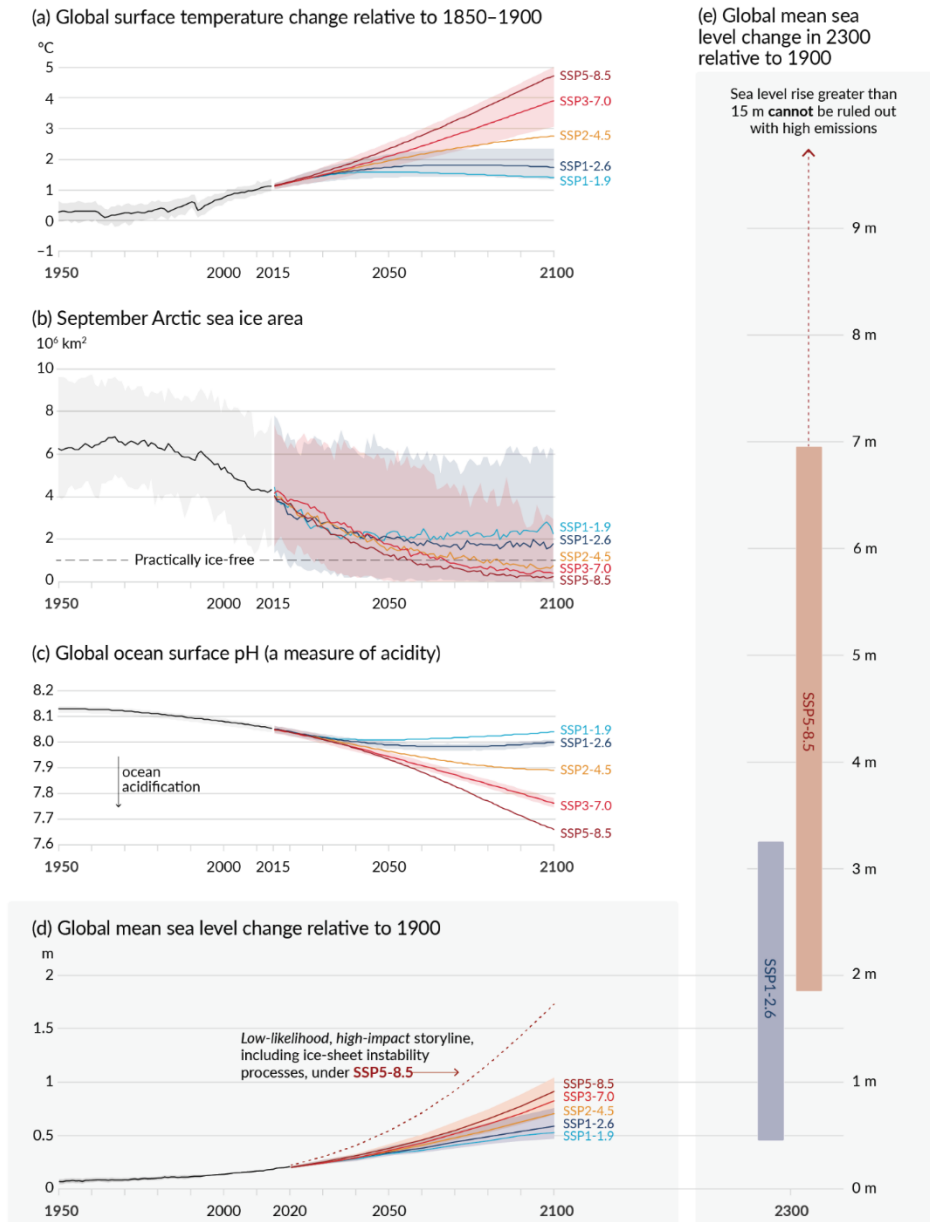 (a) Global surface temperature change relative to 1850–1900
°C
5
4
3
2
1
0
−1
1950
2000
2015
2050
2100
SSP5-8.5
SSP3-7.0
SSP2-4.5
SSP1-2.6
SSP1-1.9
(b) September Arctic sea ice area
10⁶ km²
10
8
6
4
2
0
Practically ice-free
1950
2000
2015
2050
2100
SSP1-1.9
SSP1-2.6
SSP2-4.5
SSP3-7.0
SSP5-8.5
(c) Global ocean surface pH (a measure of acidity)
8.2
8.1
8.0
7.9
7.8
7.7
7.6
ocean
acidification
1950
2000
2015
2050
2100
SSP1-1.9
SSP1-2.6
SSP2-4.5
SSP3-7.0
SSP5-8.5
(d) Global mean sea level change relative to 1900
m
2
1.5
1
0.5
0
Low-likelihood, high-impact storyline,
including ice-sheet instability
processes, under SSP5-8.5
1950
2000
2020
2050
2100
SSP5-8.5
SSP3-7.0
SSP2-4.5
SSP1-2.6
SSP1-1.9
(e) Global mean sea
level change in 2300
relative to 1900
Sea level rise greater than
15 m cannot be ruled out
with high emissions
9 m
8 m
7 m
6 m
5 m
4 m
3 m
2 m
1 m
0 m
SSP5-8.5
SSP1-2.6
2300